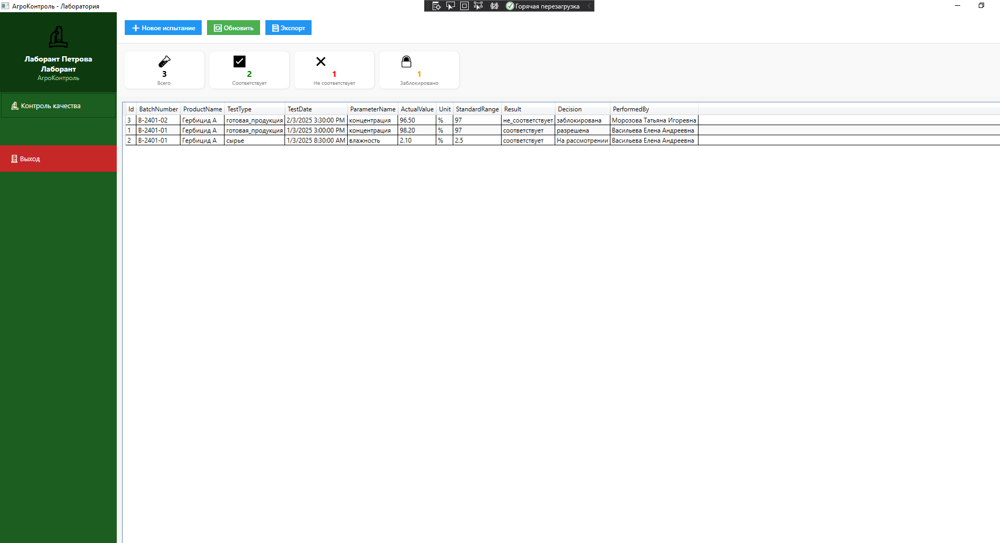 АгроКонтроль - Лаборатория
Горячая перезагрузка
Лаборант Петрова
Лаборант
АгроКонтроль
Контроль качества
Выход
Новое испытание Обновить Экспорт
3 2 1 1
Всего Соответствует Не соответствует Заблокировано
Id BatchNumber ProductName TestType TestDate ParameterName ActualValue Unit StandardRange Result Decision PerformedBy
3 B-2401-02 Гербицид А готовая_продукция 2/3/2025 3:30:00 PM концентрация 96.50 % 97 не_соответствует заблокирована Морозова Татьяна Игоревна
1 B-2401-01 Гербицид А готовая_продукция 1/3/2025 3:00:00 PM концентрация 98.20 % 97 соответствует разрешена Васильева Елена Андреевна
2 B-2401-01 Гербицид А сырье 1/3/2025 8:30:00 AM влажность 2.10 % 2.5 соответствует На рассмотрении Васильева Елена Андреевна